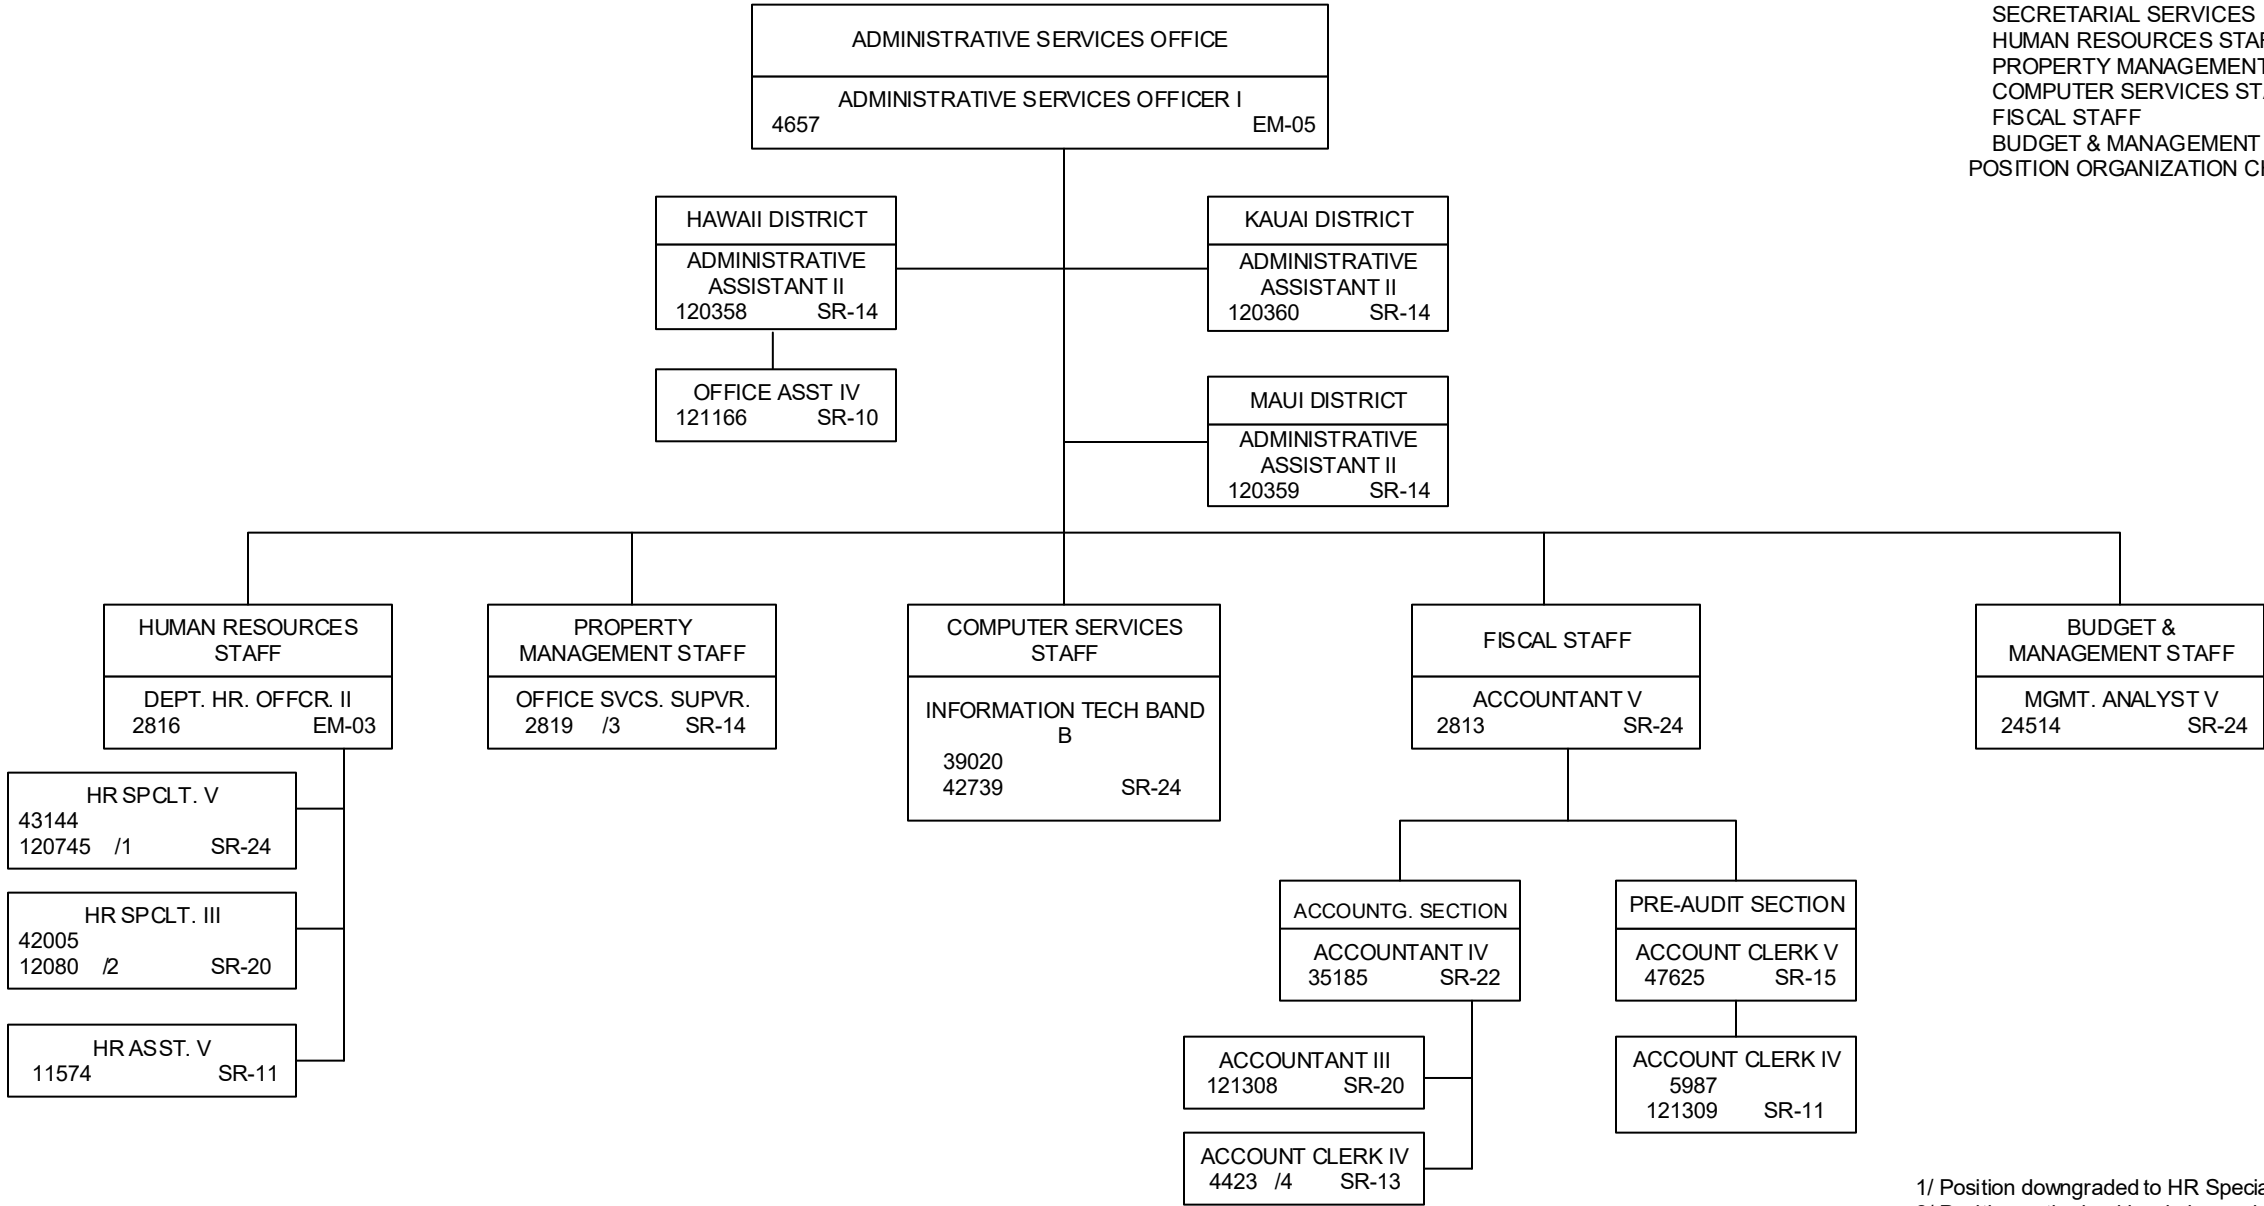 SECRETARIAL SERVICES
HUMAN RESOURCES
PROPERTY MANAGEMENT
COMPUTER SERVICES
FISCAL STAFF
BUDGET & MANAGEMENT
POSITION ORGANIZATION
ADMINISTRATIVE SERVICES OFFICE
ADMINISTRATIVE SERVICES OFFICER I
4657 EM-05
HAWAII DISTRICT
ADMINISTRATIVE
ASSISTANT II
120358 SR-14
KAUAI DISTRICT
ADMINISTRATIVE
ASSISTANT II
120360 SR-14
OFFICE ASST IV
121166 SR-10
MAUI DISTRICT
ADMINISTRATIVE
ASSISTANT II
120359 SR-14
HUMAN RESOURCES
STAFF
DEPT. HR. OFFCR. II
2816 EM-03
PROPERTY
MANAGEMENT STAFF
OFFICE SVCS. SUPVR.
2819 /3 SR-14
COMPUTER SERVICES
STAFF
INFORMATION TECH BAND
B
39020
42739 SR-24
FISCAL STAFF
ACCOUNTANT V
2813 SR-24
BUDGET &
MANAGEMENT STAFF
MGMT. ANALYST V
24514 SR-24
HR SPCLT. V
43144
120745 /1 SR-24
HR SPCLT. III
42005
12080 /2 SR-20
HR ASST. V
11574 SR-11
ACCOUNTG. SECTION
ACCOUNTANT IV
35185 SR-22
PRE-AUDIT SECTION
ACCOUNT CLERK V
47625 SR-15
ACCOUNTANT III
121308 SR-20
ACCOUNT CLERK IV
5987
121309 SR-11
ACCOUNT CLERK IV
4423 /4 SR-13
1/ Position downgraded to HR